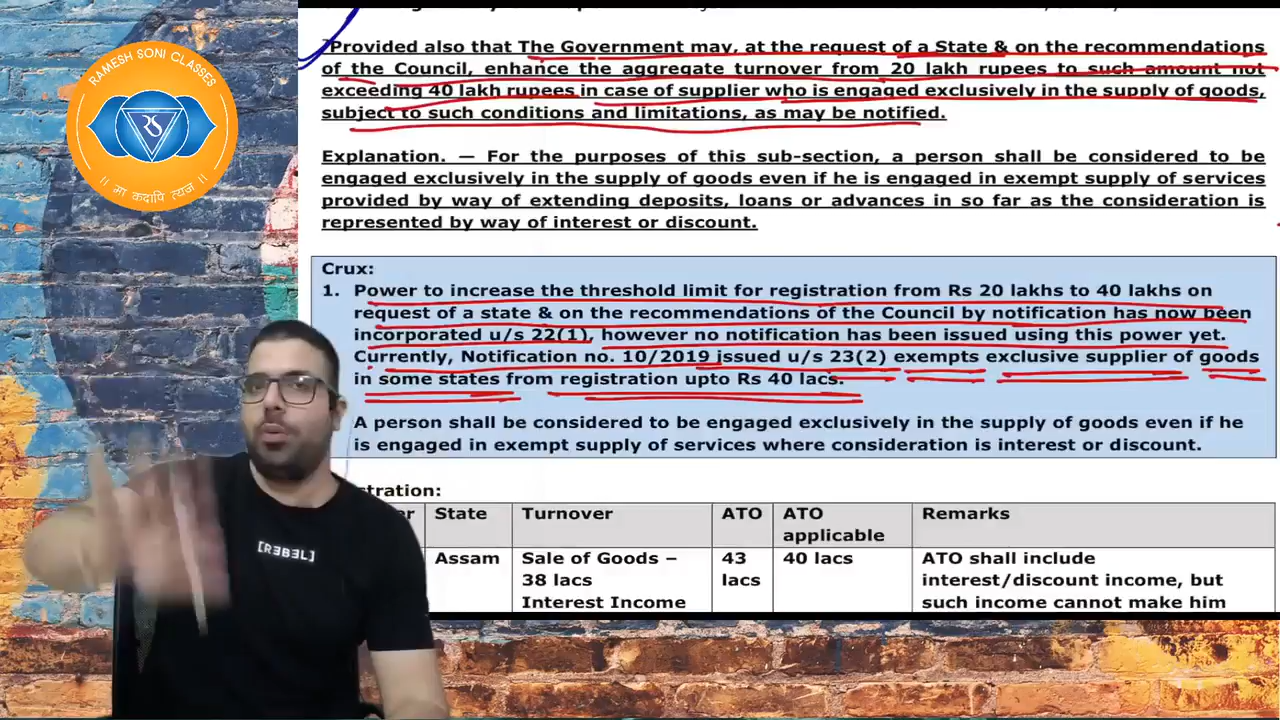 RAMESH SONI CLASSES
।। मा कदापि त्यज ।।
Provided also that The Government may, at the request of a State & on the recommendations
of the Council, enhance the aggregate turnover from 20 lakh rupees to such amount not
exceeding 40 lakh rupees in case of supplier who is engaged exclusively in the supply of goods,
subject to such conditions and limitations, as may be notified.
Explanation. — For the purposes of this sub-section, a person shall be considered to be
engaged exclusively in the supply of goods even if he is engaged in exempt supply of services
provided by way of extending deposits, loans or advances in so far as the consideration is
represented by way of interest or discount.
Crux:
1. Power to increase the threshold limit for registration from Rs 20 lakhs to 40 lakhs on
request of a state & on the recommendations of the Council by notification has now been
incorporated u/s 22(1), however no notification has been issued using this power yet.
Currently, Notification no. 10/2019 issued u/s 23(2) exempts exclusive supplier of goods
in some states from registration upto Rs 40 lacs.
A person shall be considered to be engaged exclusively in the supply of goods even if he
is engaged in exempt supply of services where consideration is interest or discount.
stration:
er State Turnover ATO ATO Remarks
applicable
Assam Sale of Goods – 43 40 lacs ATO shall include
38 lacs lacs interest/discount income, but
Interest Income such income cannot make him
[RƎBƎL]